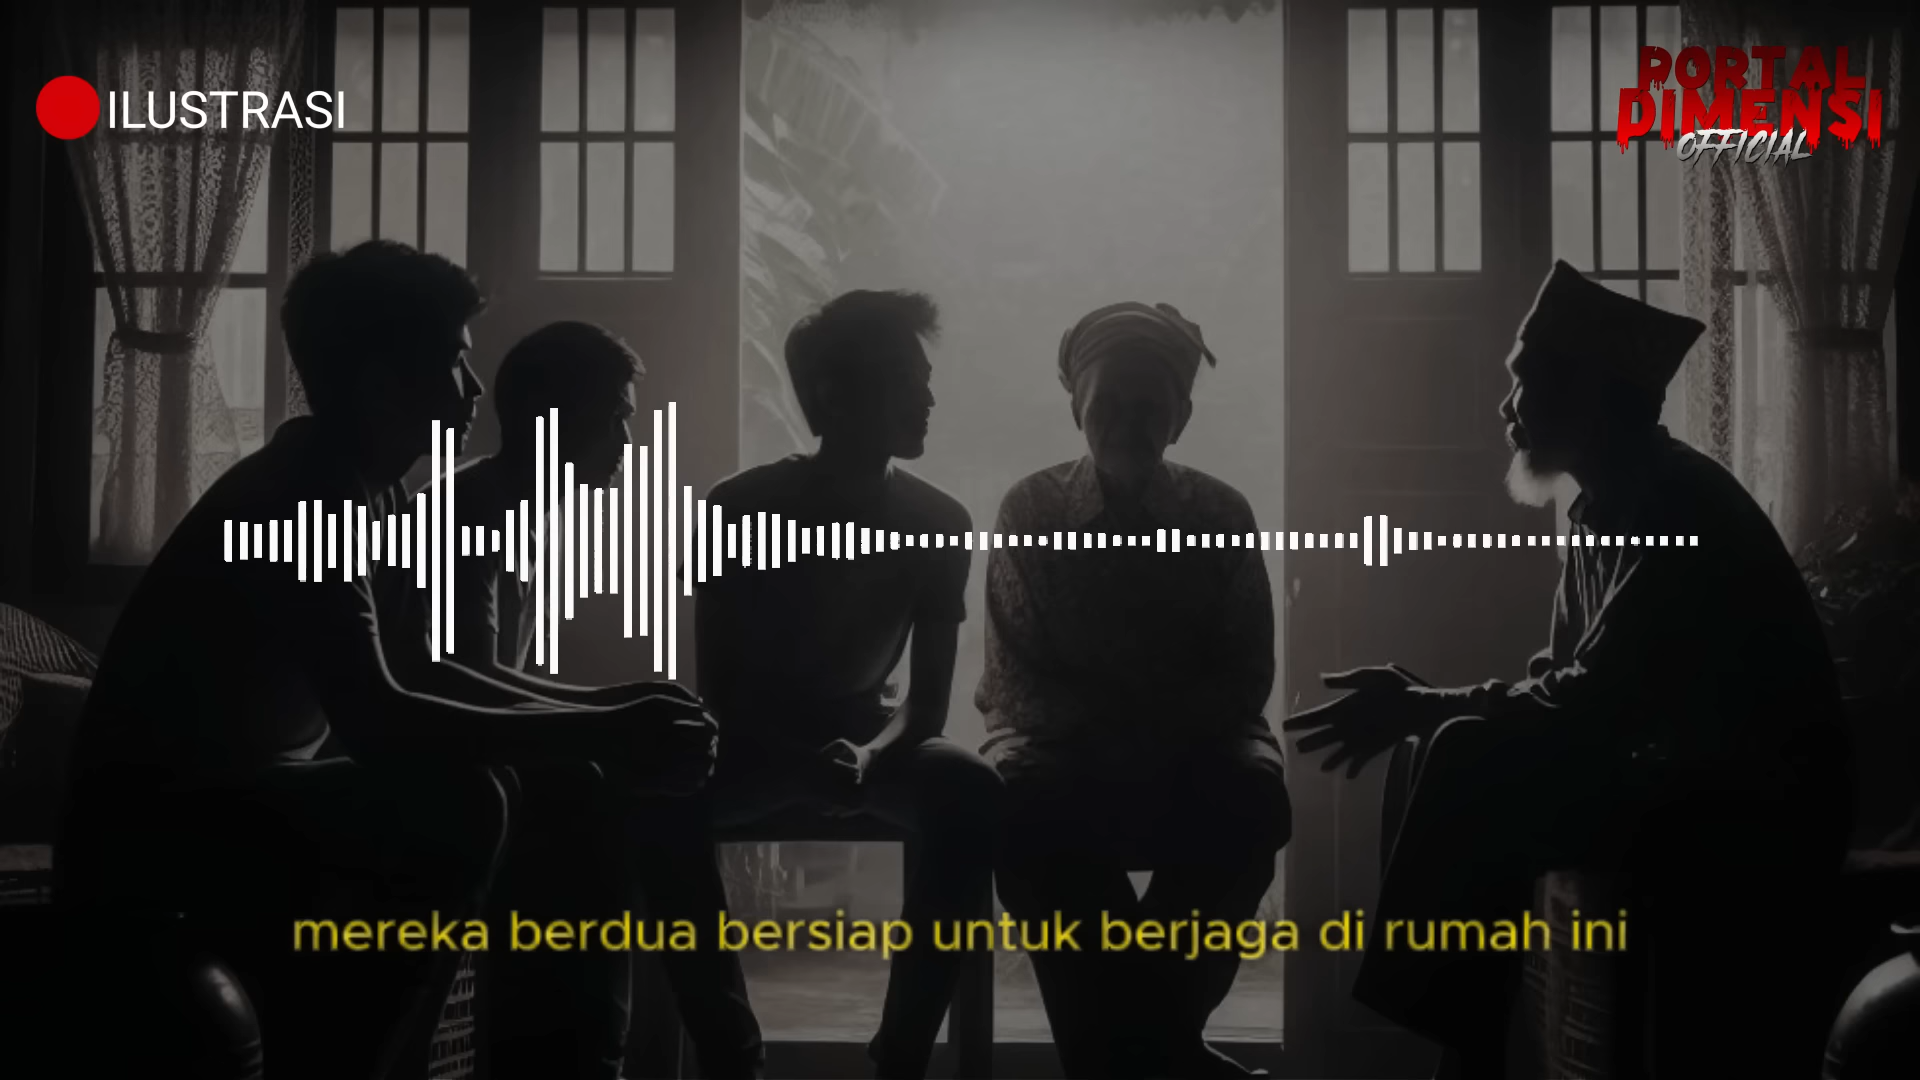 ILUSTRASI
PORTAL
DIMENSI
OFFICIAL
mereka berdua bersiap untuk berjaga di rumah ini